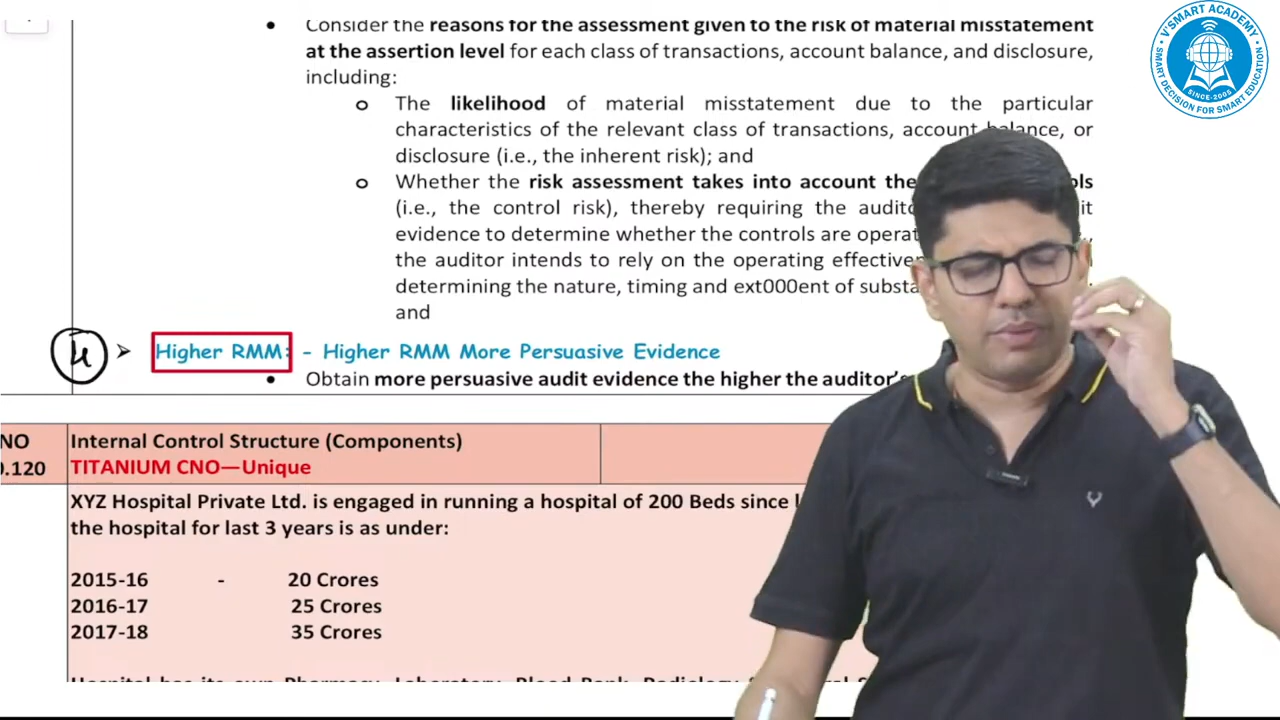 Consider the reasons for the assessment given to the risk of material misstatement
at the assertion level for each class of transactions, account balance, and disclosure,
including:
o The likelihood of material misstatement due to the particular
characteristics of the relevant class of transactions, account balance, or
disclosure (i.e., the inherent risk); and
o Whether the risk assessment takes into account the
(i.e., the control risk), thereby requiring the
evidence to determine whether the controls are
the auditor intends to rely on the operating
determining the nature, timing and ext000ent of
and
Higher RMM: - Higher RMM More Persuasive Evidence
Obtain more persuasive audit evidence the higher the auditor's
NO Internal Control Structure (Components)
.120 TITANIUM CNO—Unique
XYZ Hospital Private Ltd. is engaged in running a hospital of 200 Beds since
the hospital for last 3 years is as under:
2015-16 - 20 Crores
2016-17 25 Crores
2017-18 35 Crores
V'SMART ACADEMY
SMART DECISION FOR SMART EDUCATION
SINCE-2005